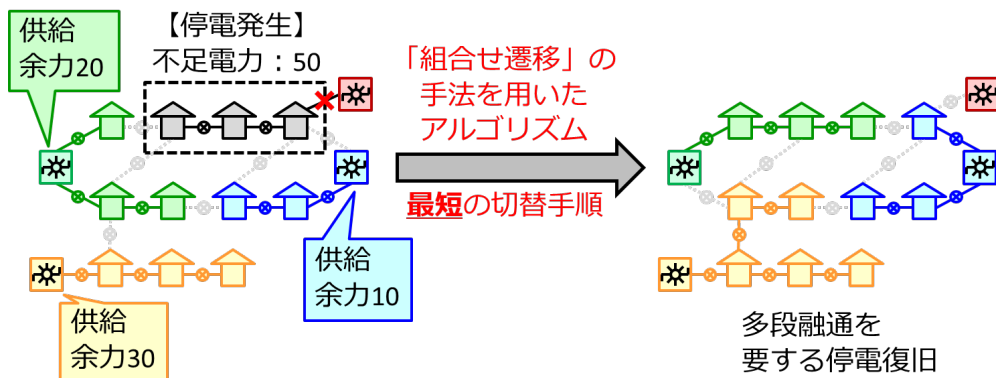 供給
余力20
【停電発生】
不足電力：50
「組合せ遷移」の
手法を用いた
アルゴリズム
最短の切替手順
供給
余力10
供給
余力30
多段融通を
要する停電復旧